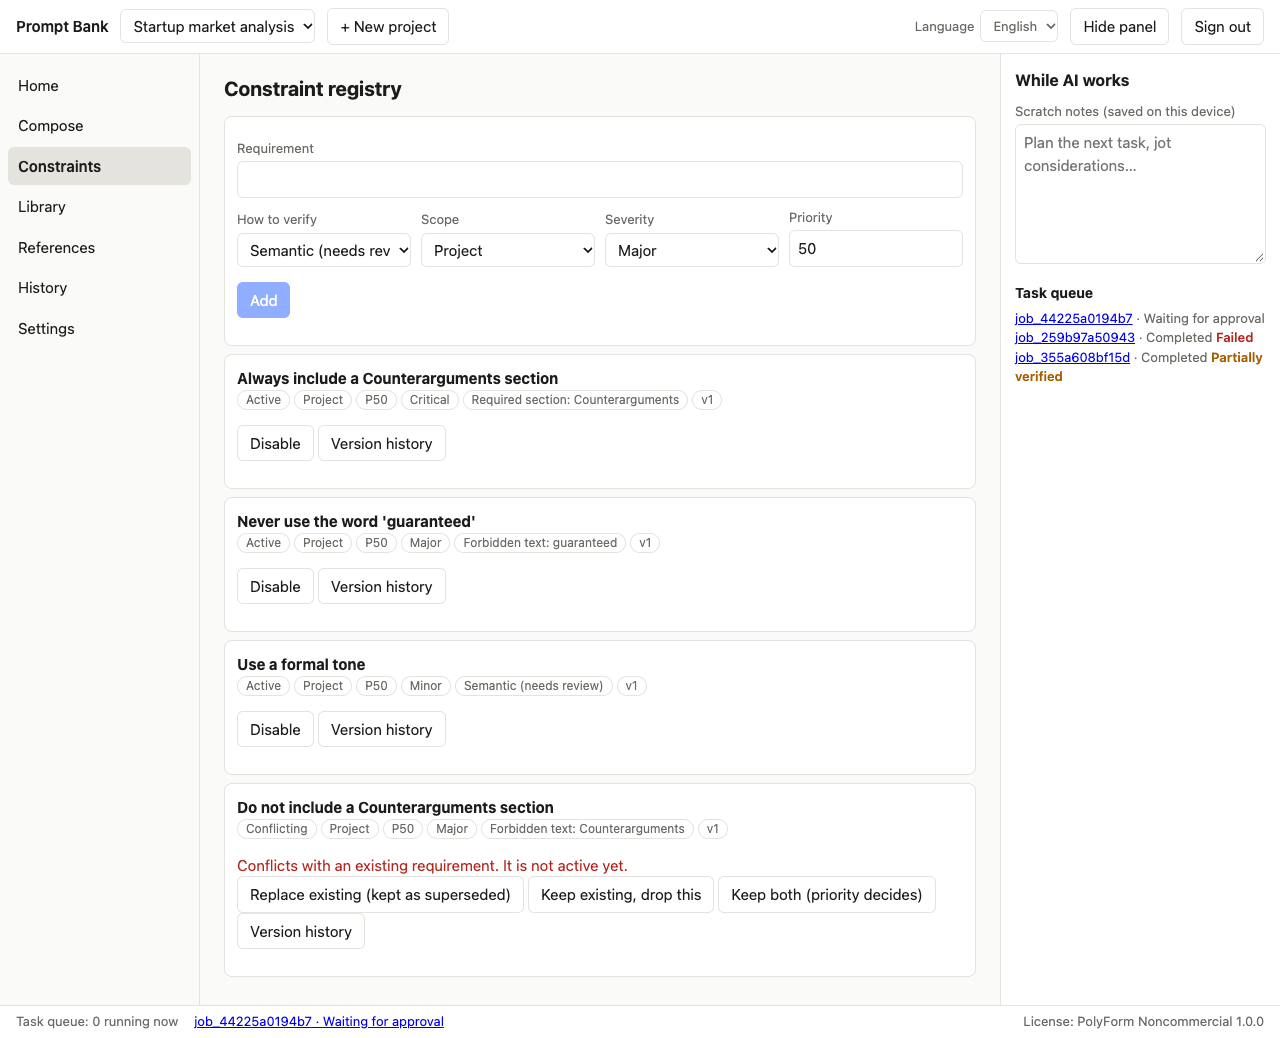 Prompt Bank
Startup market analysis
+ New project
Language
English
Hide panel
Sign out
Home
Compose
Constraints
Library
References
History
Settings
Constraint registry
Requirement
How to verify
Scope
Severity
Priority
Semantic (needs rev
Project
Major
50
Add
Always include a Counterarguments section
Active
Project
P50
Critical
Required section: Counterarguments
v1
Disable
Version history
Never use the word 'guaranteed'
Active
Project
P50
Major
Forbidden text: guaranteed
v1
Disable
Version history
Use a formal tone
Active
Project
P50
Minor
Semantic (needs review)
v1
Disable
Version history
Do not include a Counterarguments section
Conflicting
Project
P50
Major
Forbidden text: Counterarguments
v1
Conflicts with an existing requirement. It is not active yet.
Replace existing (kept as superseded)
Keep existing, drop this
Keep both (priority decides)
Version history
While AI works
Scratch notes (saved on this device)
Plan the next task, jot
considerations...
Task queue
job_44225a0194b7 · Waiting for approval
job_259b97a50943 · Completed Failed
job_355a608bf15d · Completed Partially
verified
Task queue: 0 running now
job_44225a0194b7 · Waiting for approval
License: PolyForm Noncommercial 1.0.0